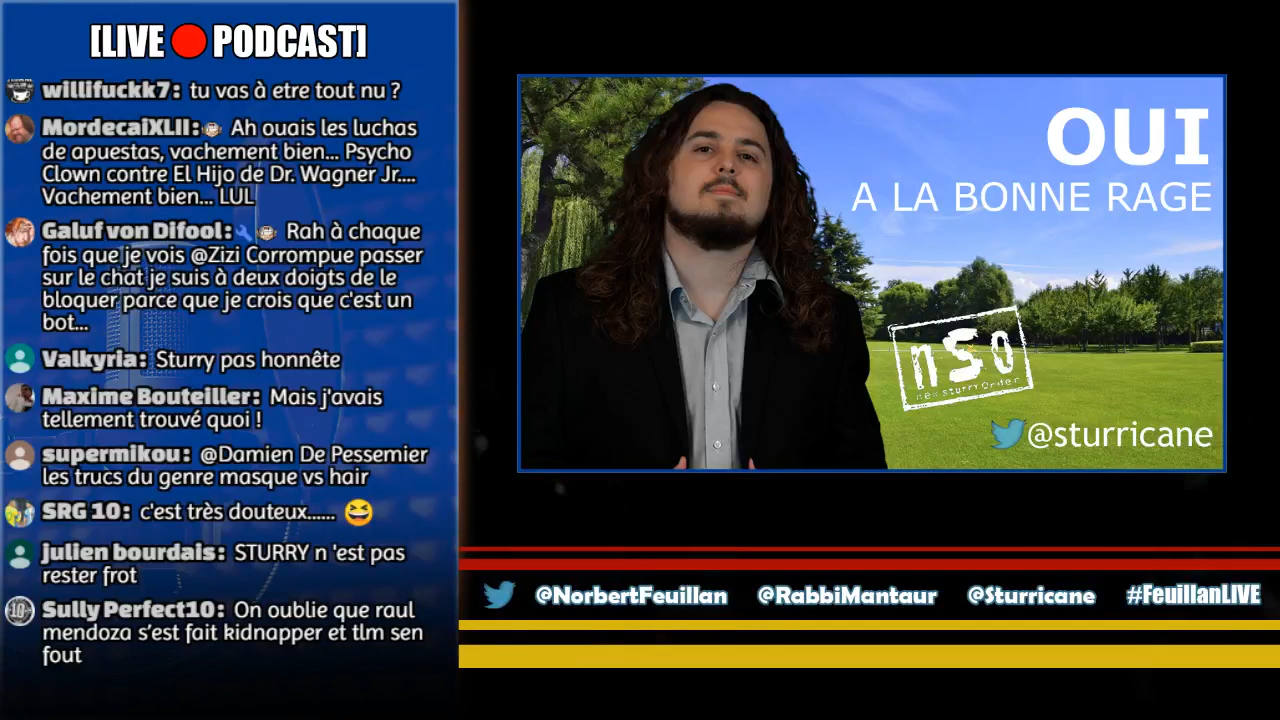 [LIVE PODCAST]
willifuckk7: tu vas à etre tout nu ?
MordecaiXLII: Ah ouais les luchas
de apuestas, vachement bien... Psycho
Clown contre El Hijo de Dr. Wagner Jr....
Vachement bien... LUL
Galuf von Difool: Rah à chaque
fois que je vois @Zizi Corrompue passer
sur le chat je suis à deux doigts de le
bloquer parce que je crois que c'est un
bot...
Valkyria: Sturry pas honnête
Maxime Bouteiller: Mais j'avais
tellement trouvé quoi !
supermikou: @Damien De Pessemier
les trucs du genre masque vs hair
SRG 10: c'est très douteux...... 😆
julien bourdais: STURRY n 'est pas
rester frot
Sully Perfect10: On oublie que raul
mendoza s'est fait kidnapper et tlm sen
fout
OUI
A LA BONNE RAGE
nSo
new sturry Order
@sturricane
@NorbertFeuillan @RabbiMantaur @Sturricane #FeuillanLIVE